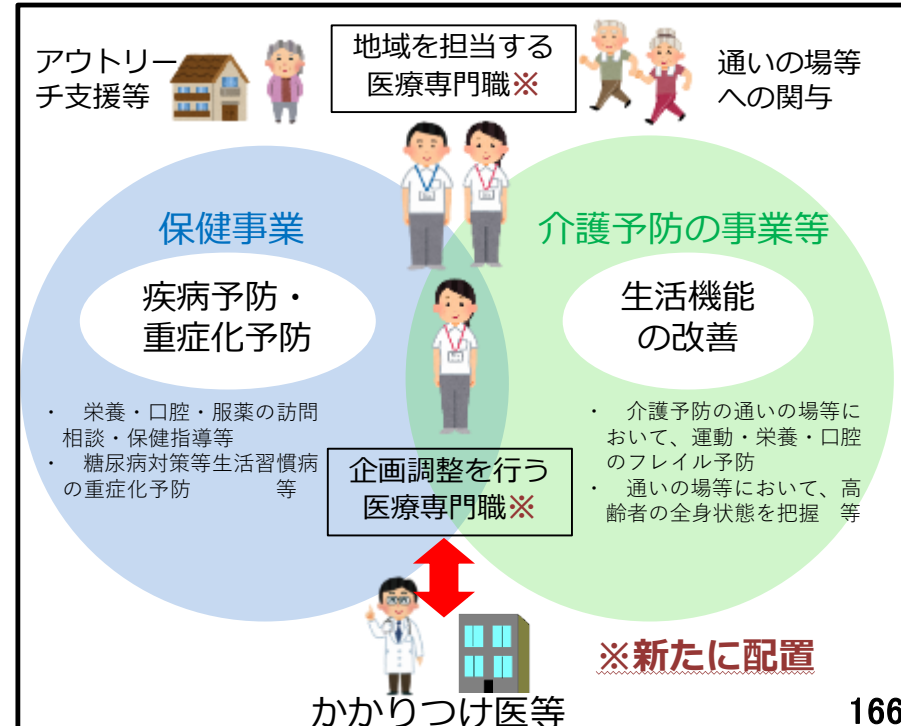 アウトリー
チ支援等
地域を担当する
医療専門職※
通いの場等
への関与
保健事業
疾病予防・
重症化予防
・　栄養・口腔・服薬の訪問
相談・保健指導等
・　糖尿病対策等生活習慣病
の重症化予防　　　等
介護予防の事業等
生活機能
の改善
・　介護予防の通いの場等に
おいて、運動・栄養・口腔
のフレイル予防
・　通いの場等において、高
齢者の全身状態を把握　等
企画調整を行う
医療専門職※
※新たに配置
かかりつけ医等
166